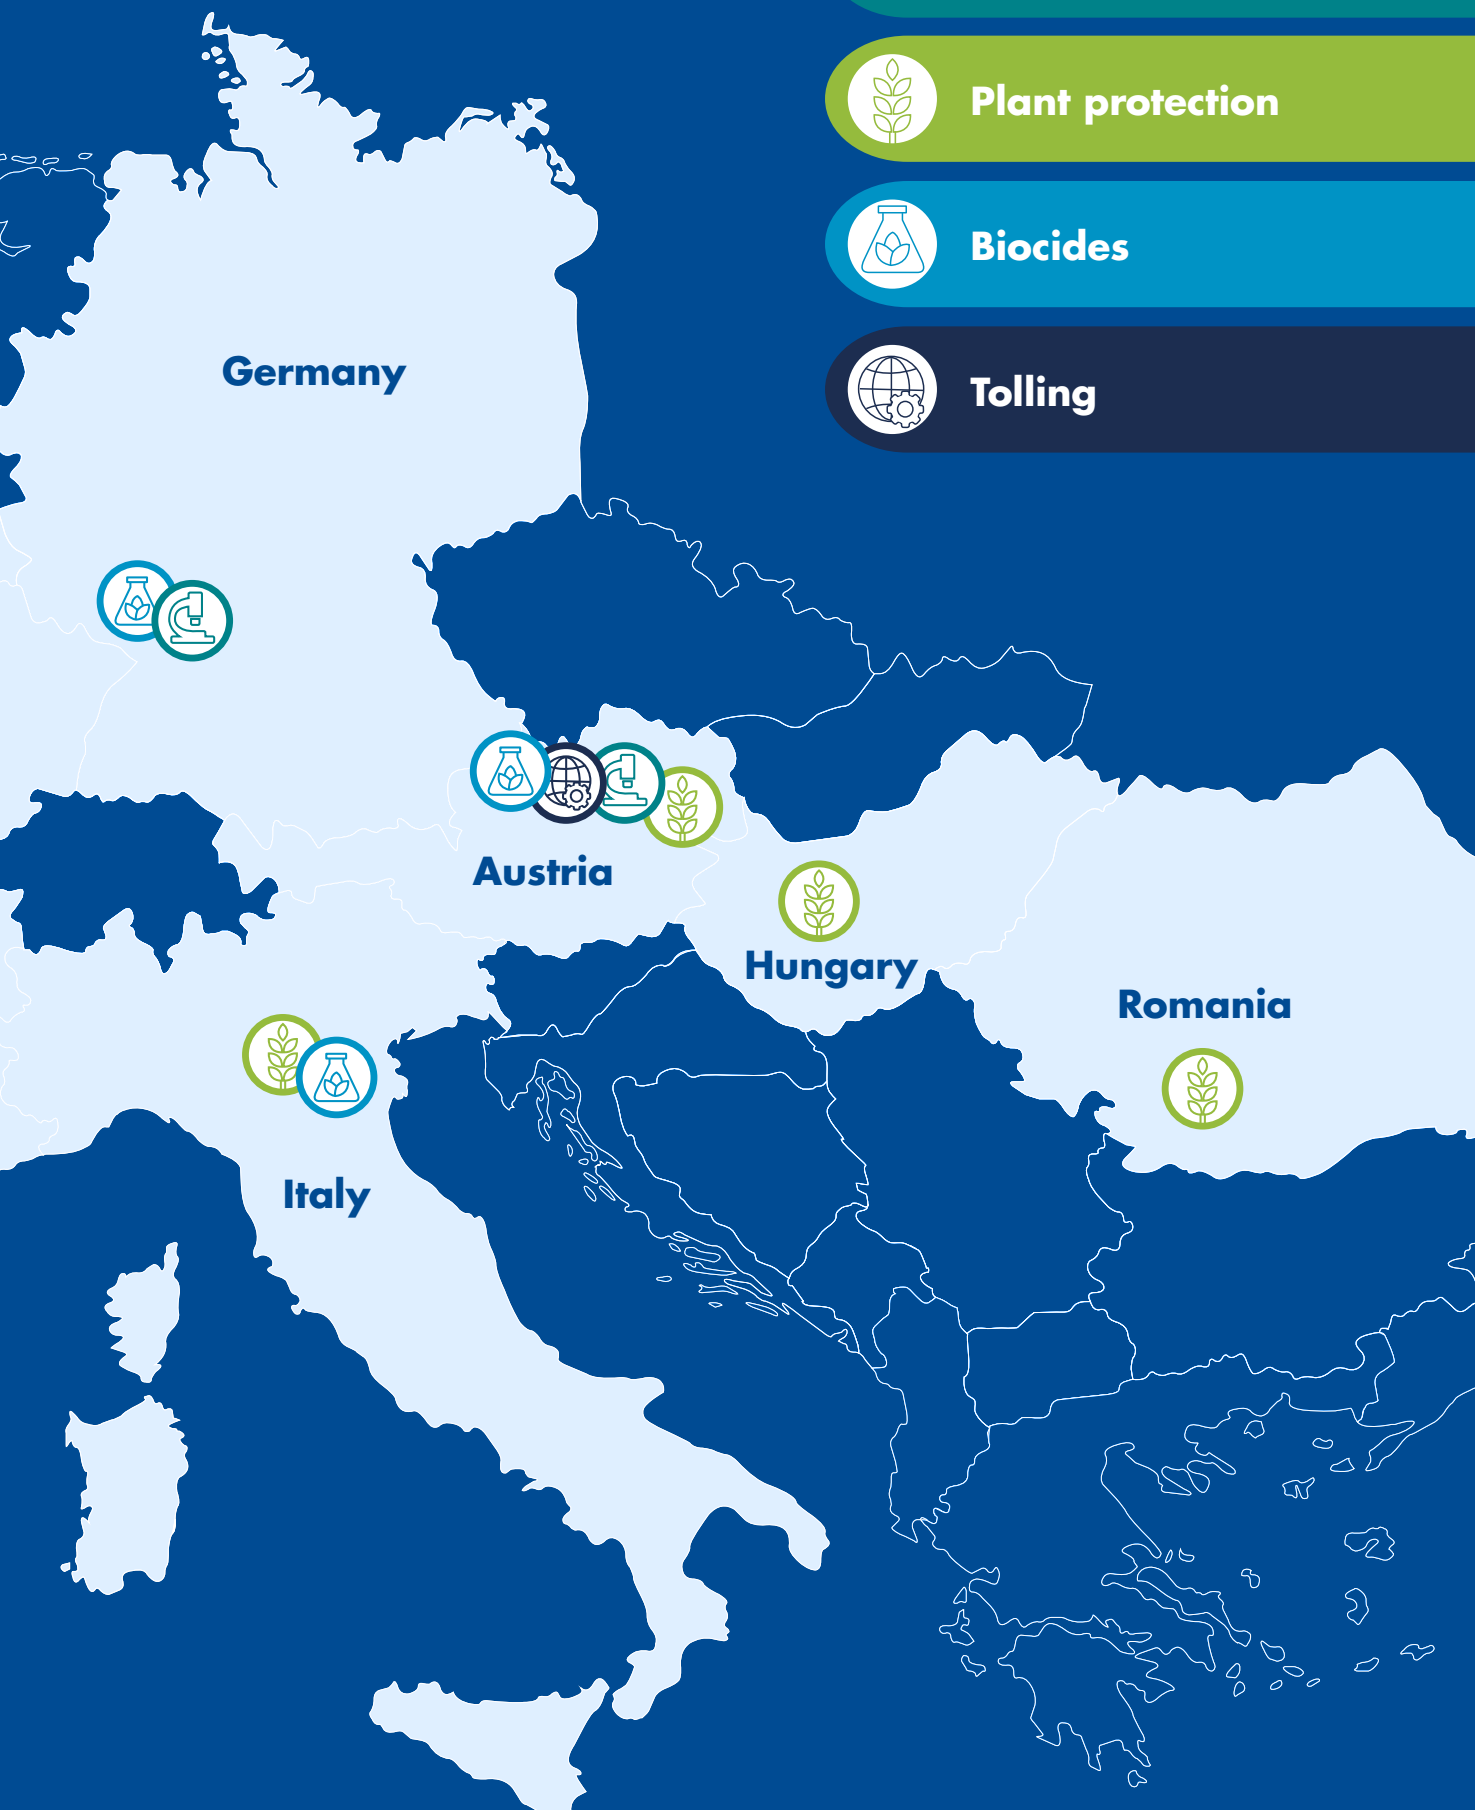 Plant protection
Biocides
Tolling
Germany
Austria
Hungary
Romania
Italy